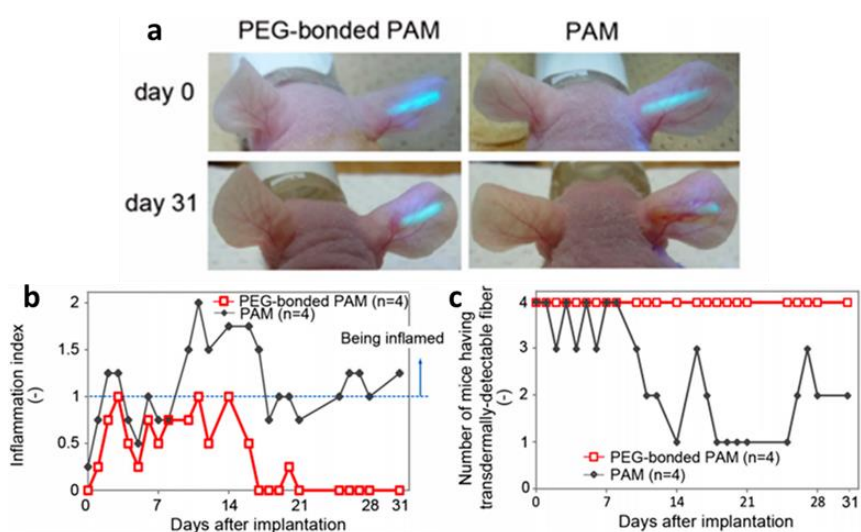 a
PEG-bonded PAM
PAM
day 0
day 31
b
2
1.5
1
0.5
0
Inflammation index
(-)
PEG-bonded PAM (n=4)
PAM (n=4)
Being inflamed
0 7 14 21 28 31
Days after implantation
c
4
3
2
1
0
Number of mice having
transdermally-detectable fiber
(-)
PEG-bonded PAM (n=4)
PAM (n=4)
0 7 14 21 28 31
Days after implantation